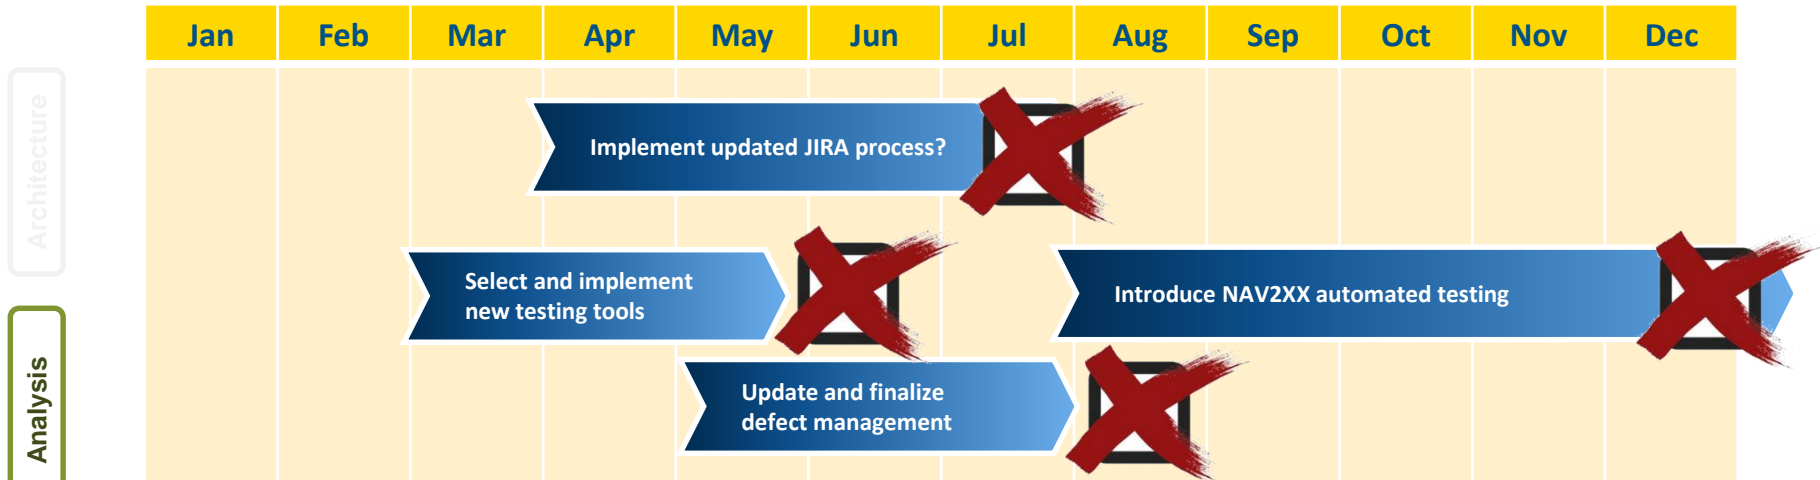 Jan Feb Mar Apr May Jun Jul Aug Sep Oct Nov Dec
Architecture
Implement updated JIRA process?
Select and implement
new testing tools
Introduce NAV2XX automated testing
Update and finalize
defect management
Analysis